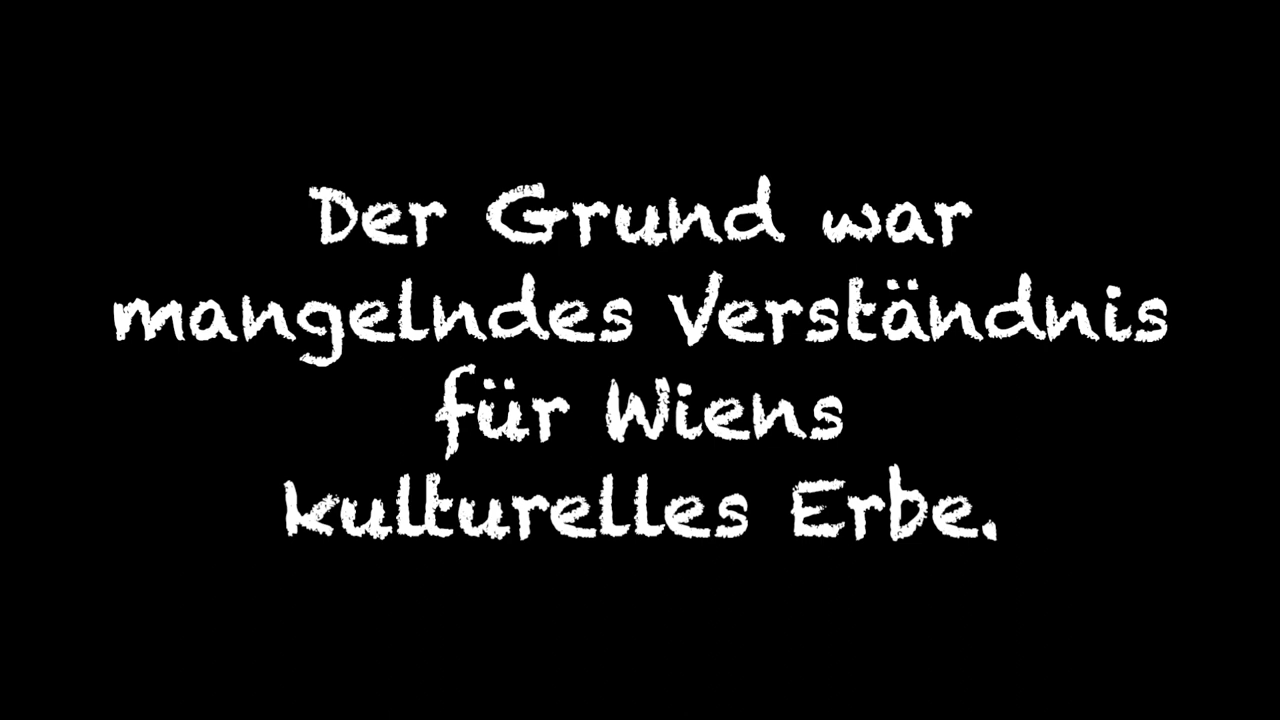 Der Grund war
mangelndes Verständnis
für Wiens
kulturelles Erbe.